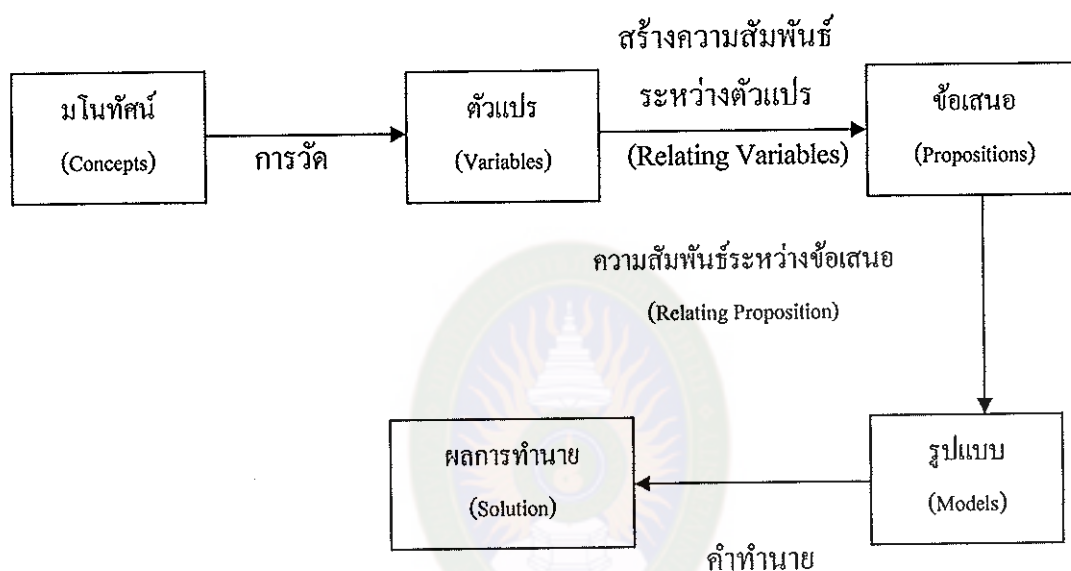 สร้างความสัมพันธ์
ระหว่างตัวแปร
(Relating Variables)
มโนทัศน์
(Concepts)
การวัด
ตัวแปร
(Variables)
ข้อเสนอ
(Propositions)
ความสัมพันธ์ระหว่างข้อเสนอ
(Relating Proposition)
รูปแบบ
(Models)
ผลการทำนาย
(Solution)
คำทำนาย